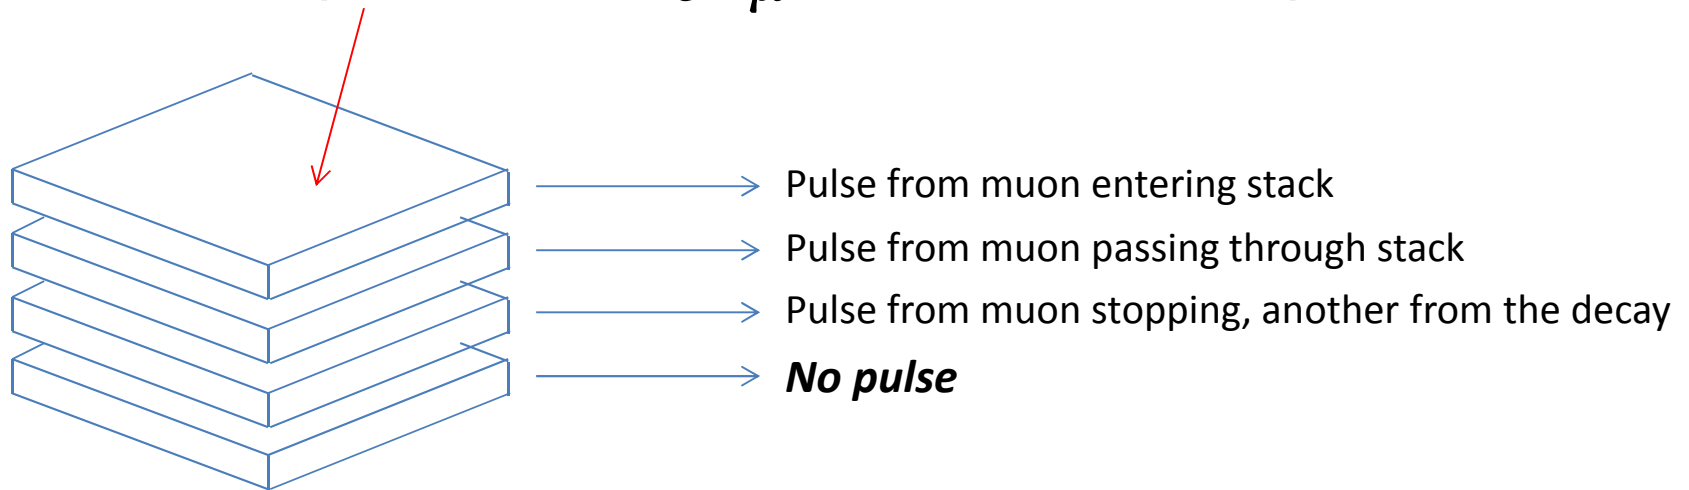 Pulse from muon entering stack
Pulse from muon passing through stack
Pulse from muon stopping, another from the decay
No pulse